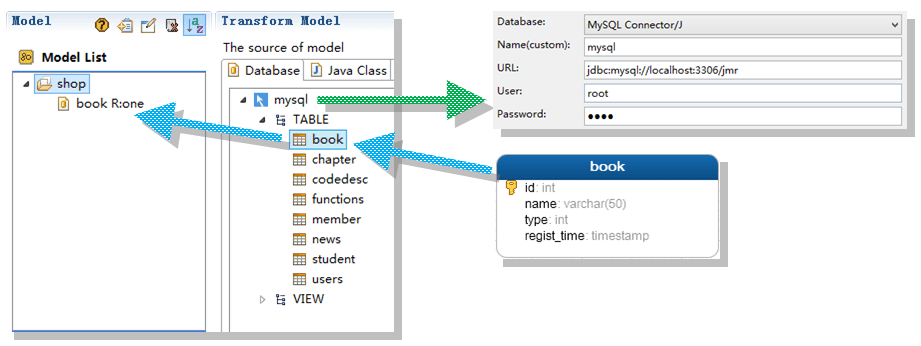 Model
Model List
shop
book R:one
Transform Model
The source of model
Database
Java Class
mysql
TABLE
book
chapter
codedesc
functions
member
news
student
users
VIEW
Database: MySQL Connector/J
Name(custom): mysql
URL: jdbc:mysql://localhost:3306/jmr
User: root
Password: ●●●●
book
id: int
name: varchar(50)
type: int
regist_time: timestamp